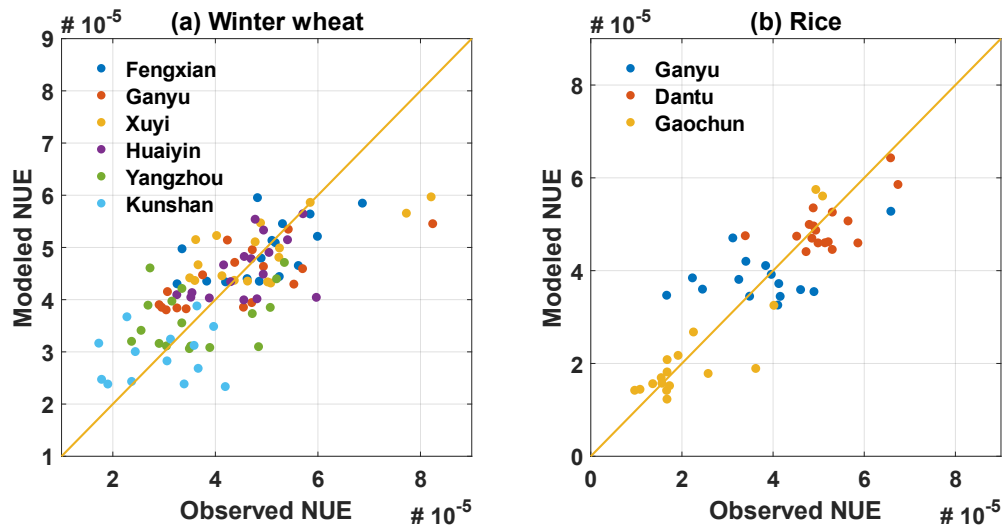 # 10⁻⁵
(a) Winter wheat
9
8
7
6
5
4
3
2
1
Modeled NUE
Fengxian
Ganyu
Xuyi
Huaiyin
Yangzhou
Kunshan
2
4
6
8
Observed NUE
# 10⁻⁵
# 10⁻⁵
(b) Rice
8
6
4
2
0
Modeled NUE
Ganyu
Dantu
Gaochun
0
2
4
6
8
Observed NUE
# 10⁻⁵